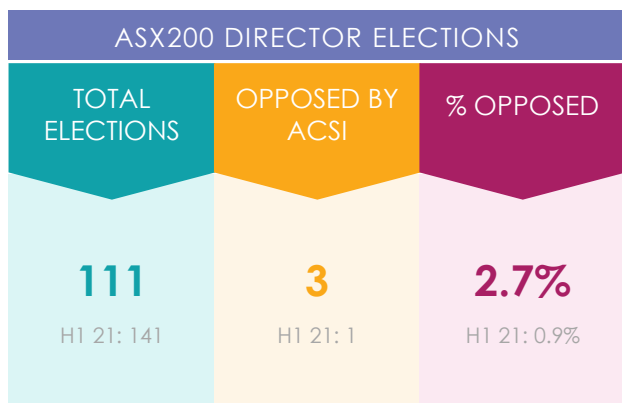 ASX200 DIRECTOR ELECTIONS
TOTAL
ELECTIONS
OPPOSED BY
ACSI
% OPPOSED
111
3
2.7%
H1 21: 141
H1 21: 1
H1 21: 0.9%